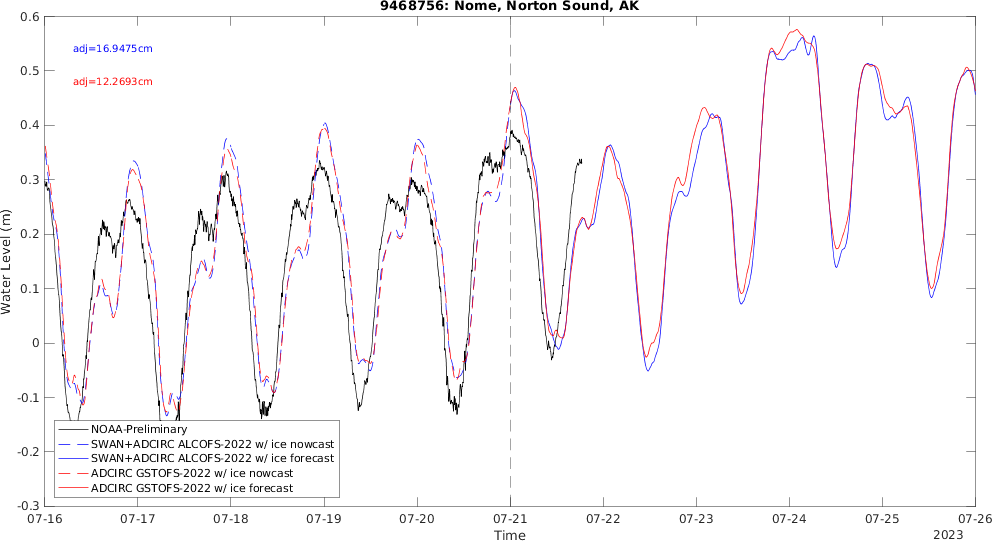 9468756: Nome, Norton Sound, AK
adj=16.9475cm
adj=12.2693cm
Water Level (m)
0.6
0.5
0.4
0.3
0.2
0.1
0
-0.1
-0.2
-0.3
NOAA-Preliminary
SWAN+ADCIRC ALCOFS-2022 w/ ice nowcast
SWAN+ADCIRC ALCOFS-2022 w/ ice forecast
ADCIRC GSTOFS-2022 w/ ice nowcast
ADCIRC GSTOFS-2022 w/ ice forecast
07-16 07-17 07-18 07-19 07-20 07-21 07-22 07-23 07-24 07-25 07-26
Time
2023